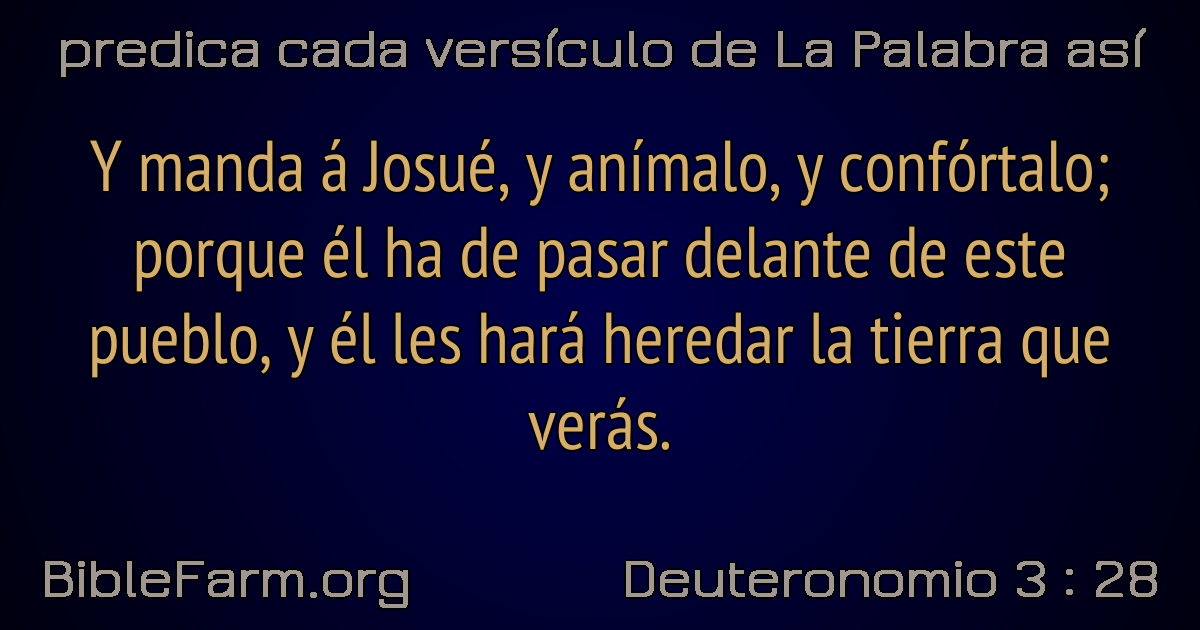 predica cada versículo de La Palabra así
Y manda á Josué, y anímalo, y confórtalo;
porque él ha de pasar delante de este
pueblo, y él les hará heredar la tierra que
verás.
BibleFarm.org
Deuteronomio 3 : 28